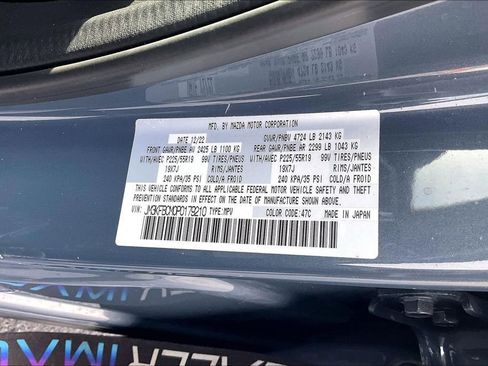 MFD. BY MAZDA MOTOR CORPORATION
DATE 12/22 GVWR/PNBV 4724 LB 2143 KG
FRONT GAWR/PNBE AV 2425 LB 1100 KG REAR GAWR/PNBE AR 2299 LB 1043 KG
WITH/AVEC P225/55R19 99V TIRES/PNEUS WITH/AVEC P225/55R19 99V TIRES/PNEUS
19X7J RIMS/JANTES 19X7J RIMS/JANTES
240 KPA/35 PSI COLD/A FROID 240 KPA/35 PSI COLD/A FROID
THIS VEHICLE CONFORMS TO ALL APPLICABLE FEDERAL MOTOR VEHICLE SAFETY, BUMPER, AND THEFT
PREVENTION STANDARDS IN EFFECT ON THE DATE OF MANUFACTURE SHOWN ABOVE.
JM3KFBCM0P0179210 TYPE:MPV COLOR:47C MADE IN JAPAN